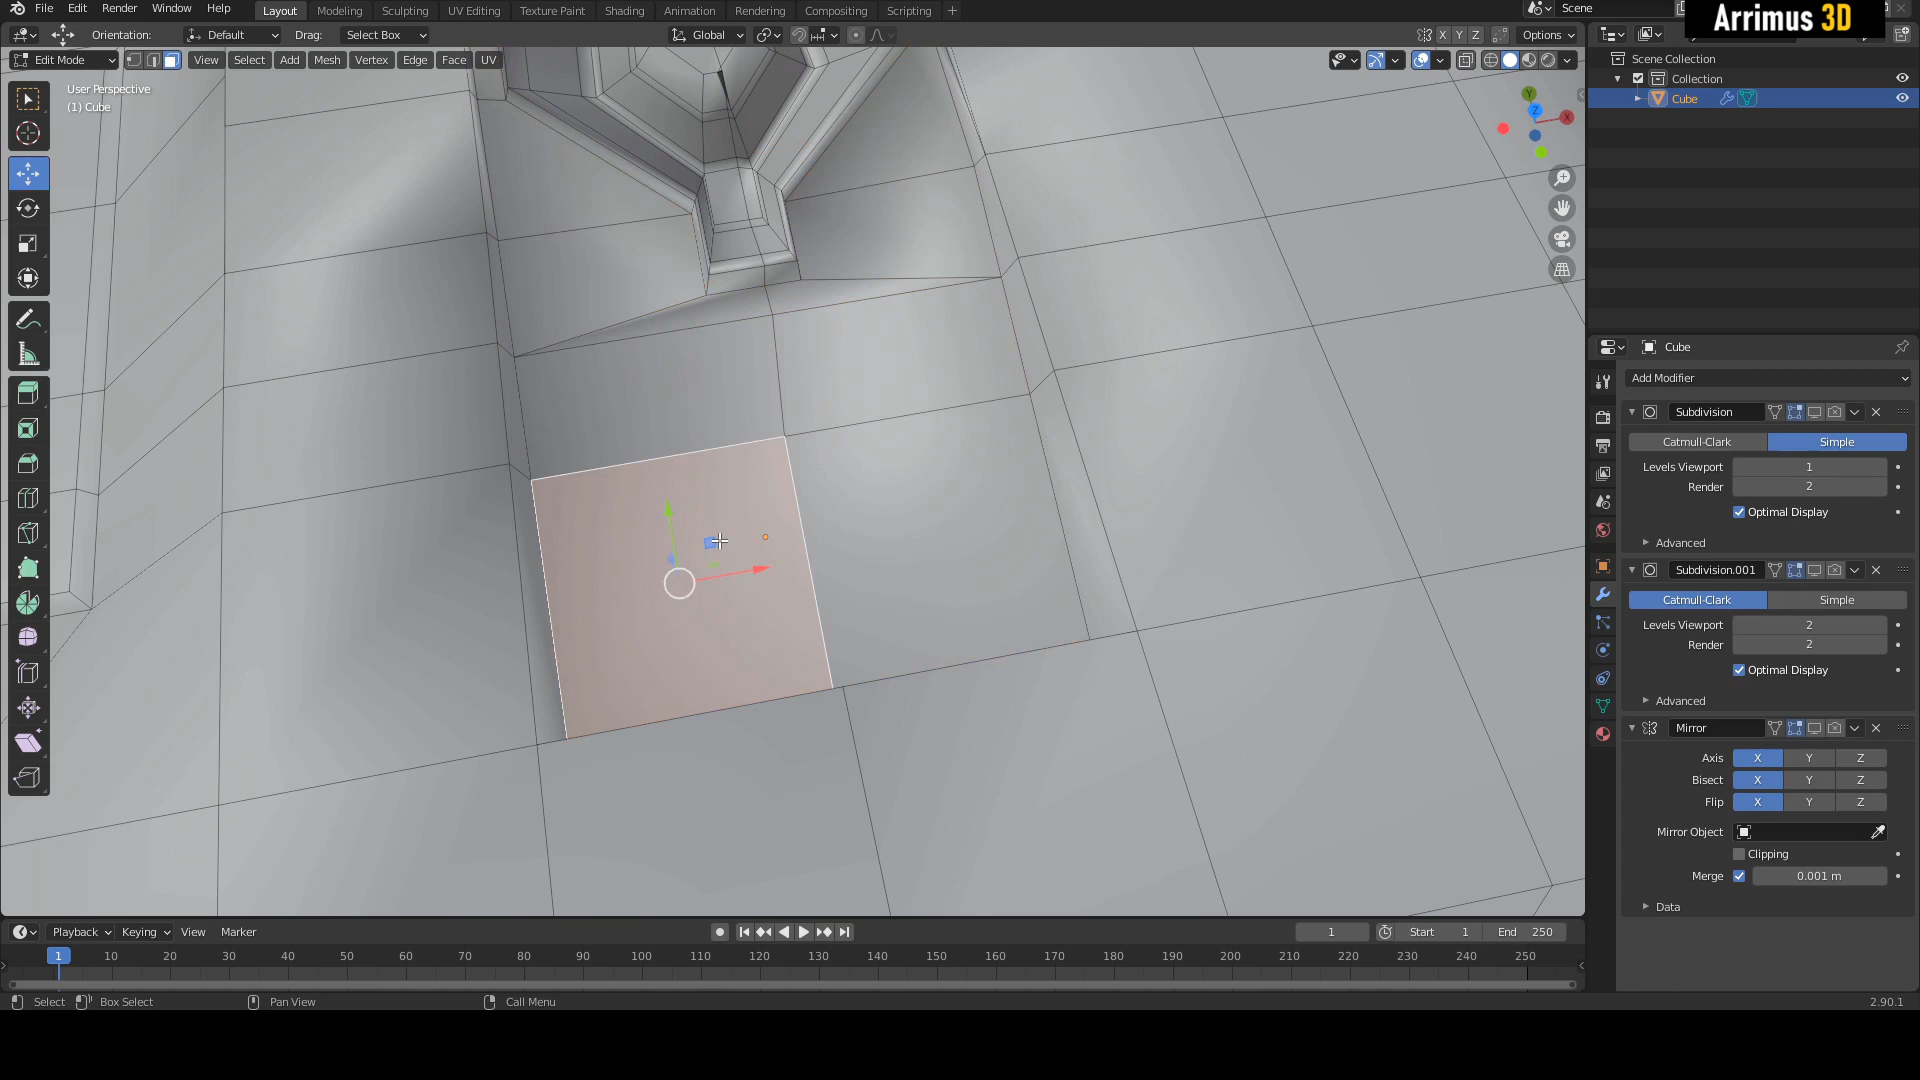 File Edit Render Window Help Layout Modeling Sculpting UV Editing Texture Paint Shading Animation Rendering Compositing Scripting + Scene
Arrimus 3D
Orientation: Default Drag: Select Box Global X Y Z Options
Edit Mode View Select Add Mesh Vertex Edge Face UV
User Perspective
(1) Cube
Y
Z
X
Scene Collection
Collection
Cube
Cube
Add Modifier
Subdivision
Catmull-Clark Simple
Levels Viewport 1
Render 2
Optimal Display
Advanced
Subdivision.001
Catmull-Clark Simple
Levels Viewport 2
Render 2
Optimal Display
Advanced
Mirror
Axis X Y Z
Bisect X Y Z
Flip X Y Z
Mirror Object
Clipping
Merge 0.001 m
Data
Playback Keying View Marker 1 Start 1 End 250
1 10 20 30 40 50 60 70 80 90 100 110 120 130 140 150 160 170 180 190 200 210 220 230 240 250
Select Box Select Pan View Call Menu 2.90.1